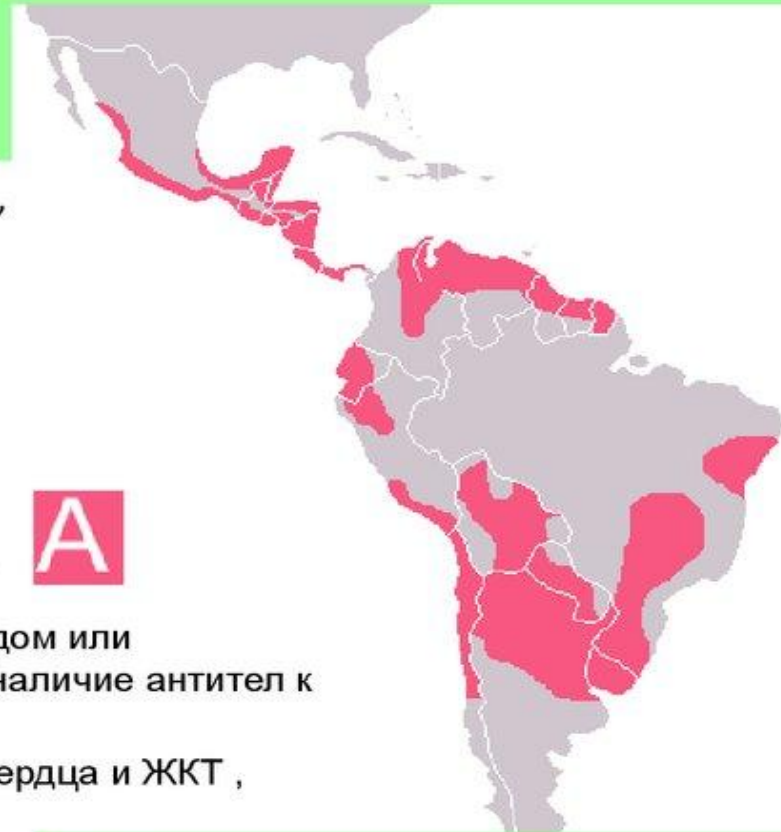 ,
А
дом или
наличие антител к
ердца и ЖКТ ,